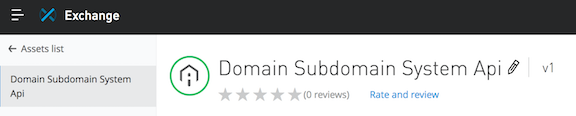 Exchange
Assets list
Domain Subdomain System
Api
Domain Subdomain System Api
v1
(0 reviews)
Rate and review